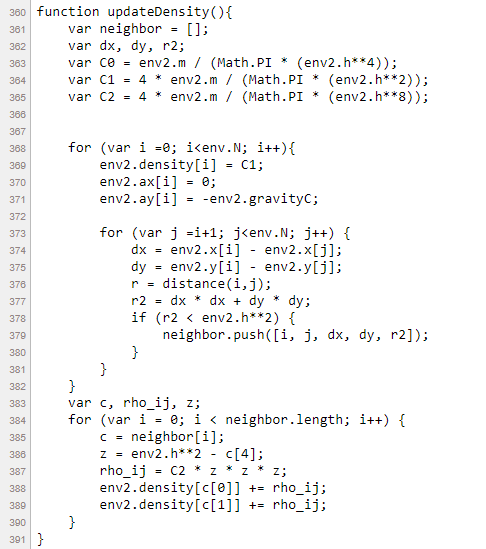 360 function updateDensity(){
361     var neighbor = [];
362     var dx, dy, r2;
363     var C0 = env2.m / (Math.PI * (env2.h**4));
364     var C1 = 4 * env2.m / (Math.PI * (env2.h**2));
365     var C2 = 4 * env2.m / (Math.PI * (env2.h**8));
366
367
368     for (var i =0; i<env.N; i++){
369         env2.density[i] = C1;
370         env2.ax[i] = 0;
371         env2.ay[i] = -env2.gravityC;
372
373         for (var j =i+1; j<env.N; j++) {
374             dx = env2.x[i] - env2.x[j];
375             dy = env2.y[i] - env2.y[j];
376             r = distance(i,j);
377             r2 = dx * dx + dy * dy;
378             if (r2 < env2.h**2) {
379                 neighbor.push([i, j, dx, dy, r2]);
380             }
381         }
382     }
383     var c, rho_ij, z;
384     for (var i = 0; i < neighbor.length; i++) {
385         c = neighbor[i];
386         z = env2.h**2 - c[4];
387         rho_ij = C2 * z * z * z;
388         env2.density[c[0]] += rho_ij;
389         env2.density[c[1]] += rho_ij;
390     }
391 }